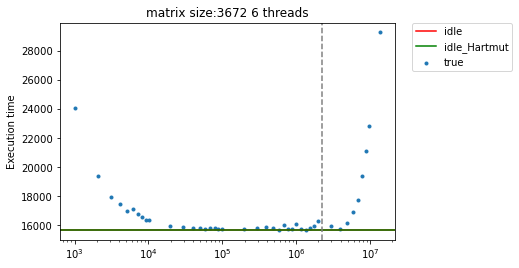 matrix size:3672 6 threads
idle
idle_Hartmut
true
Execution time
28000
26000
24000
22000
20000
18000
16000
10³ 10⁴ 10⁵ 10⁶ 10⁷